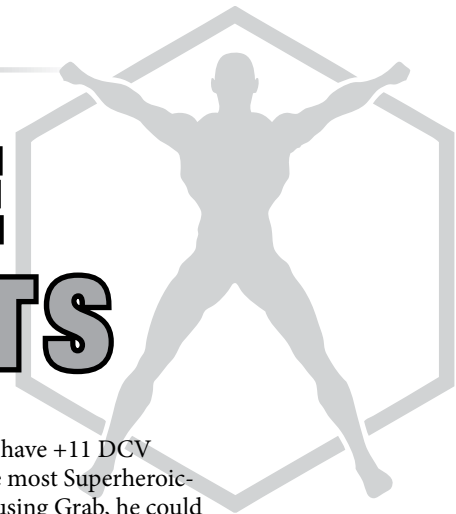 TS
have +11 DCV
most Superheroic-
using Grab, he could